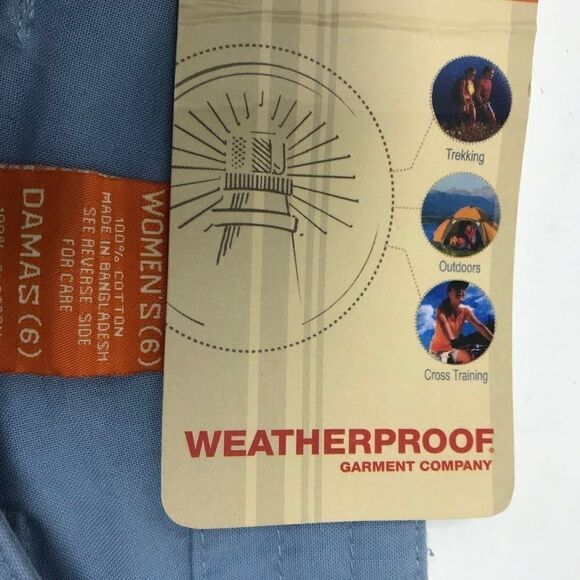 WOMEN'S (6)
100% COTTON
MADE IN BANGLADESH
SEE REVERSE SIDE
FOR CARE
DAMAS (6)
Trekking
Outdoors
Cross Training
WEATHERPROOF®
GARMENT COMPANY